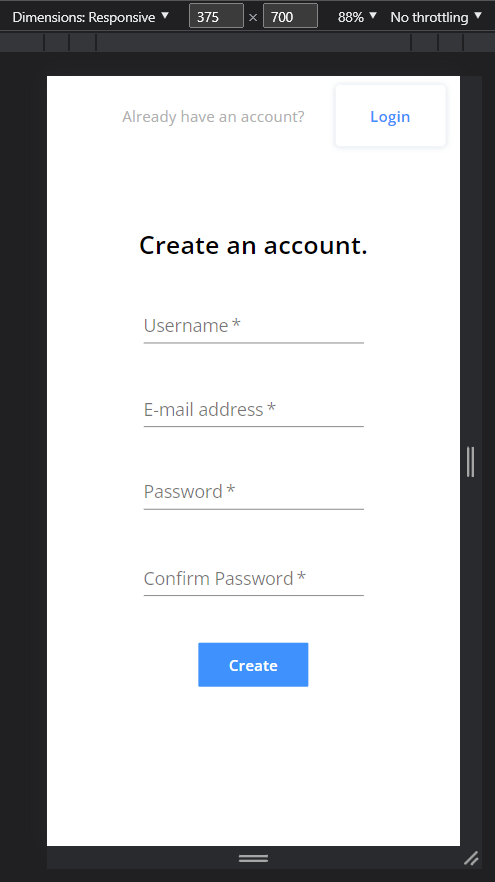 Dimensions: Responsive ▼ 375 × 700 88% ▼ No throttling ▼
Already have an account? Login
Create an account.
Username *
E-mail address *
Password *
Confirm Password *
Create